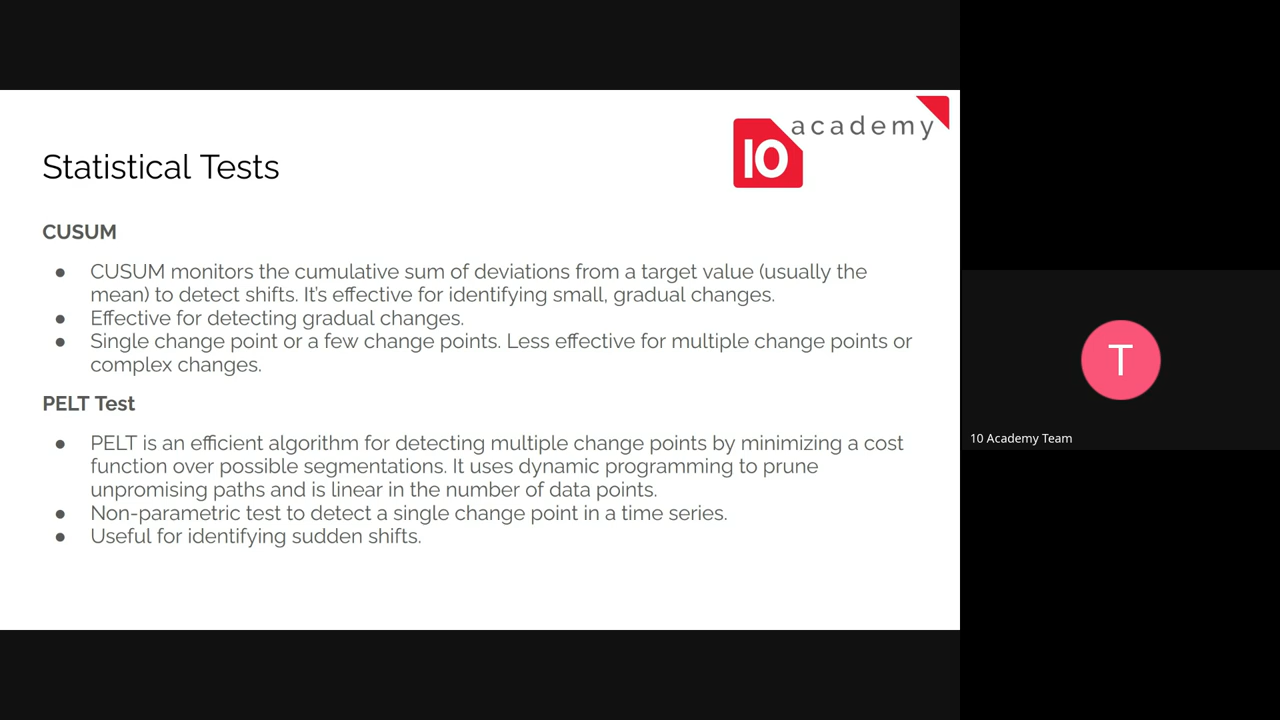 academy
10
Statistical Tests
CUSUM
● CUSUM monitors the cumulative sum of deviations from a target value (usually the
mean) to detect shifts. It’s effective for identifying small, gradual changes.
● Effective for detecting gradual changes.
● Single change point or a few change points. Less effective for multiple change points or
complex changes.
PELT Test
● PELT is an efficient algorithm for detecting multiple change points by minimizing a cost
function over possible segmentations. It uses dynamic programming to prune
unpromising paths and is linear in the number of data points.
● Non-parametric test to detect a single change point in a time series.
● Useful for identifying sudden shifts.
T
10 Academy Team